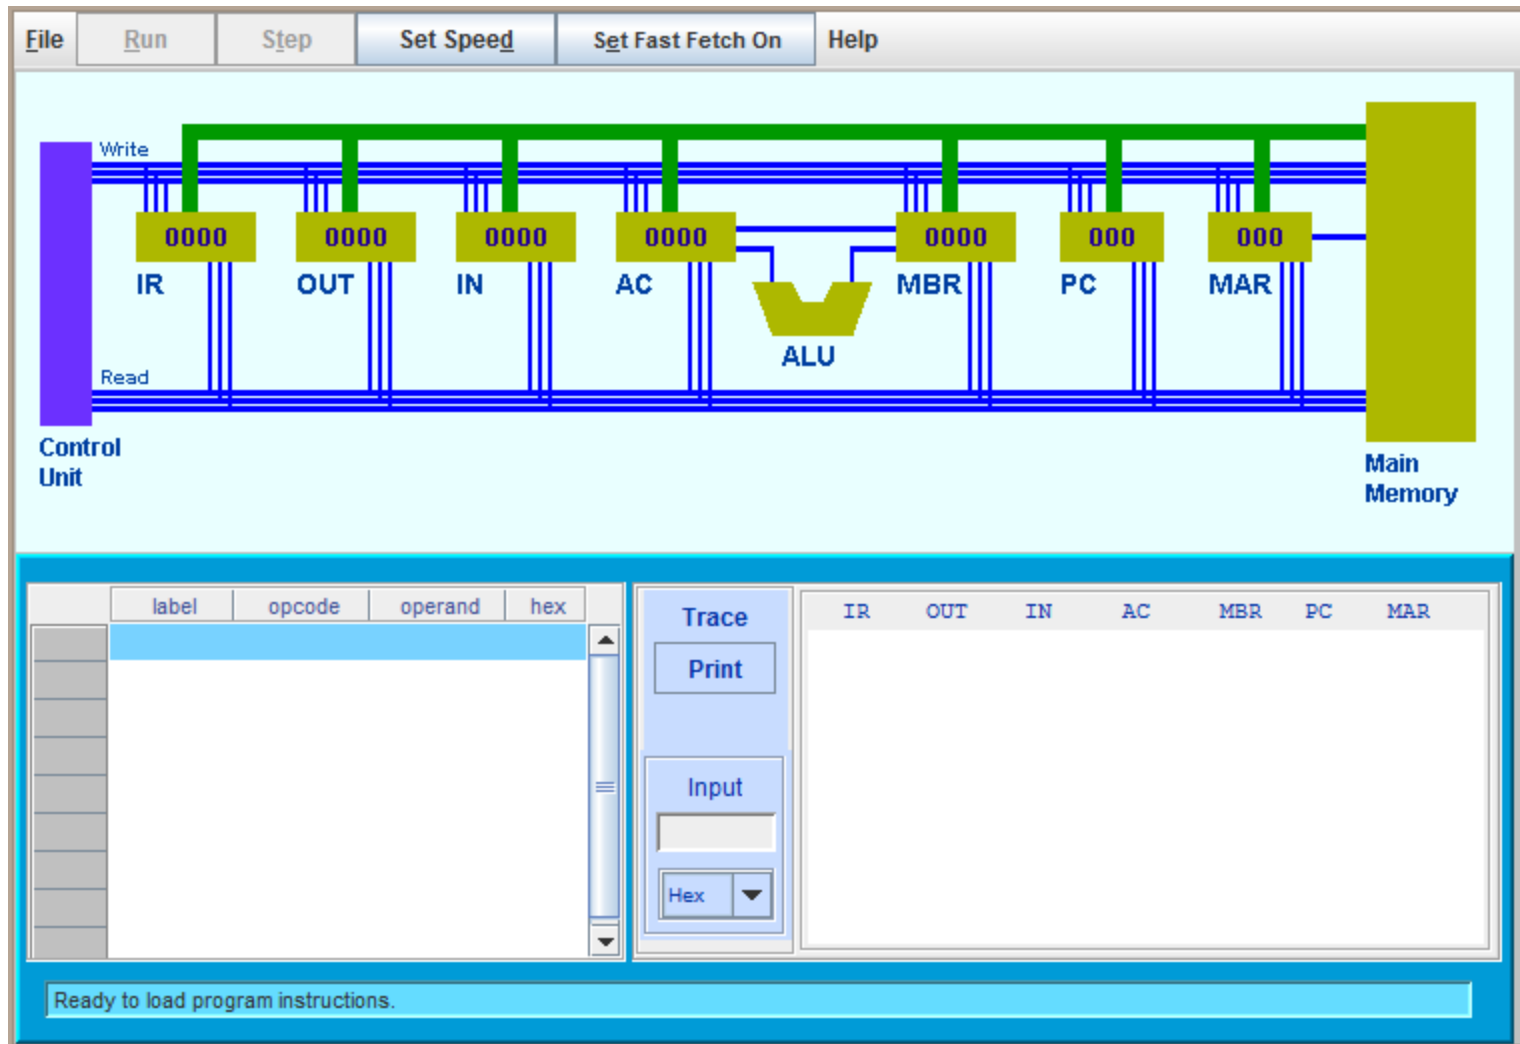 File Run Step Set Speed Set Fast Fetch On Help
Write
0000 0000 0000 0000 0000 000 000
IR OUT IN AC MBR PC MAR
ALU
Read
Control
Unit
Main
Memory
label opcode operand hex
Trace
Print
Input
Hex
IR OUT IN AC MBR PC MAR
Ready to load program instructions.